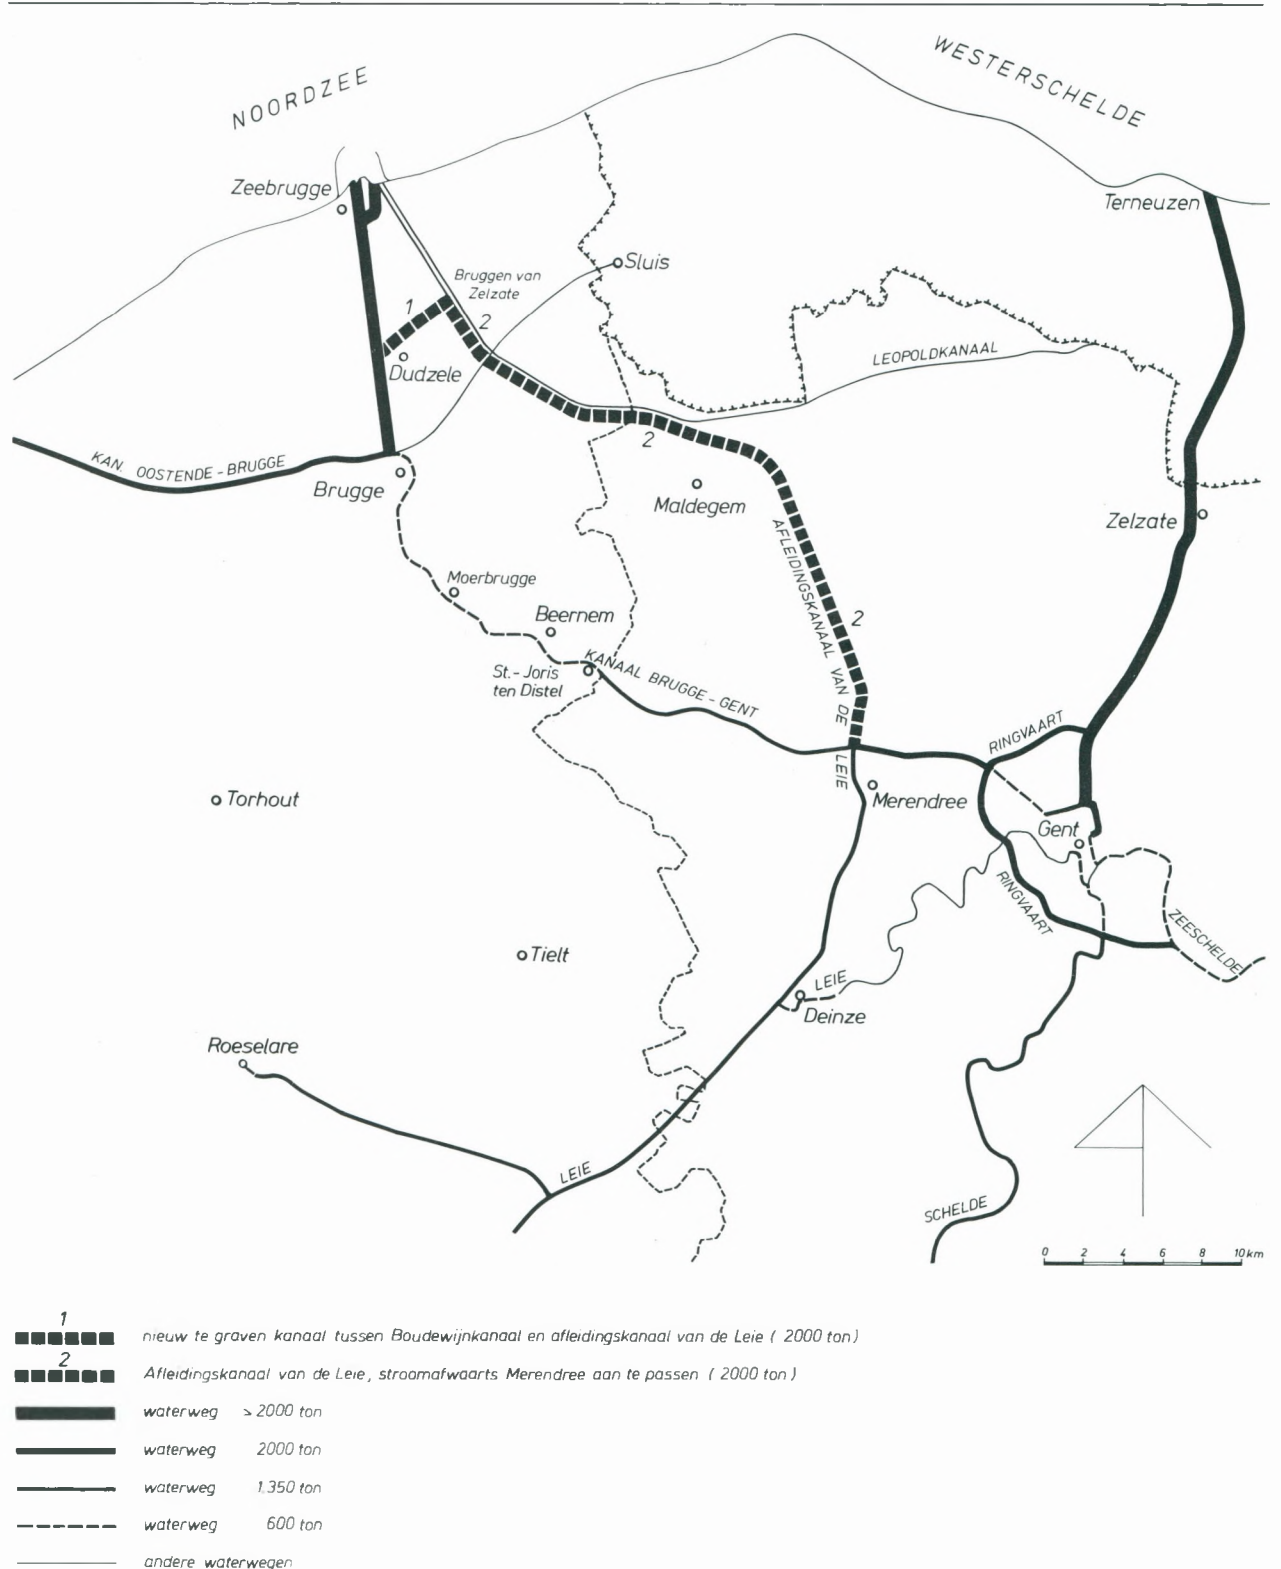 NOORDZEE
WESTERSCHELDE
Zeebrugge
Terneuzen
Sluis
Bruggen van
Zelzate
1
2
Dudzele
LEOPOLDKANAAL
2
KAN. OOSTENDE - BRUGGE
Brugge
Maldegem
Zelzate
AFLEIDINGSKANAAL VAN DE LEIE
Moerbrugge
Beernem
2
St.- Joris
ten Distel
KANAAL BRUGGE - GENT
RINGVAART
Torhout
Merendree
Gent
RINGVAART
ZEESCHELDE
Tielt
LEIE
Deinze
Roeselare
LEIE
SCHELDE
0 2 4 6 8 10 km
1
nieuw te graven kanaal tussen Boudewijnkanaal en afleidingskanaal van de Leie ( 2000 ton)
2
Afleidingskanaal van de Leie, stroomafwaarts Merendree aan te passen ( 2000 ton )
waterweg > 2000 ton
waterweg 2000 ton
waterweg 1.350 ton
waterweg 600 ton
andere waterwegen